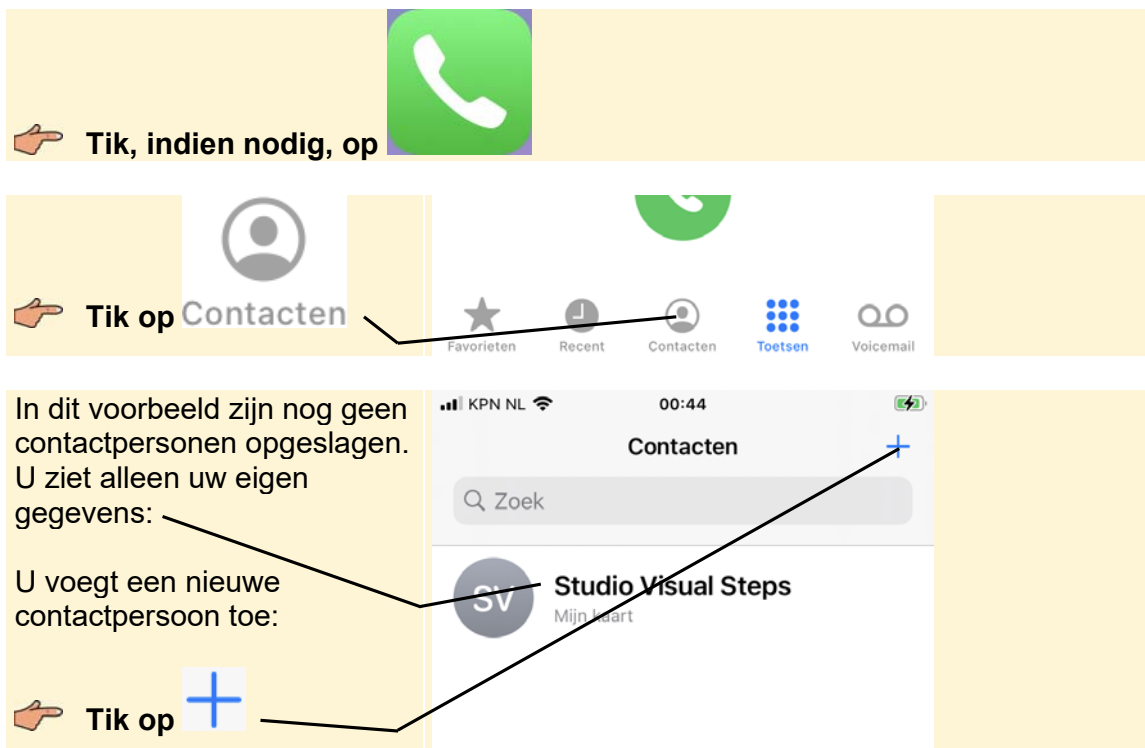 Tik, indien nodig, op
Tik op Contacten
Favorieten Recent Contacten Toetsen Voicemail
In dit voorbeeld zijn nog geen
contactpersonen opgeslagen.
U ziet alleen uw eigen
gegevens:
U voegt een nieuwe
contactpersoon toe:
Tik op
KPN NL 00:44
Contacten
Zoek
SV Studio Visual Steps
Mijn kaart